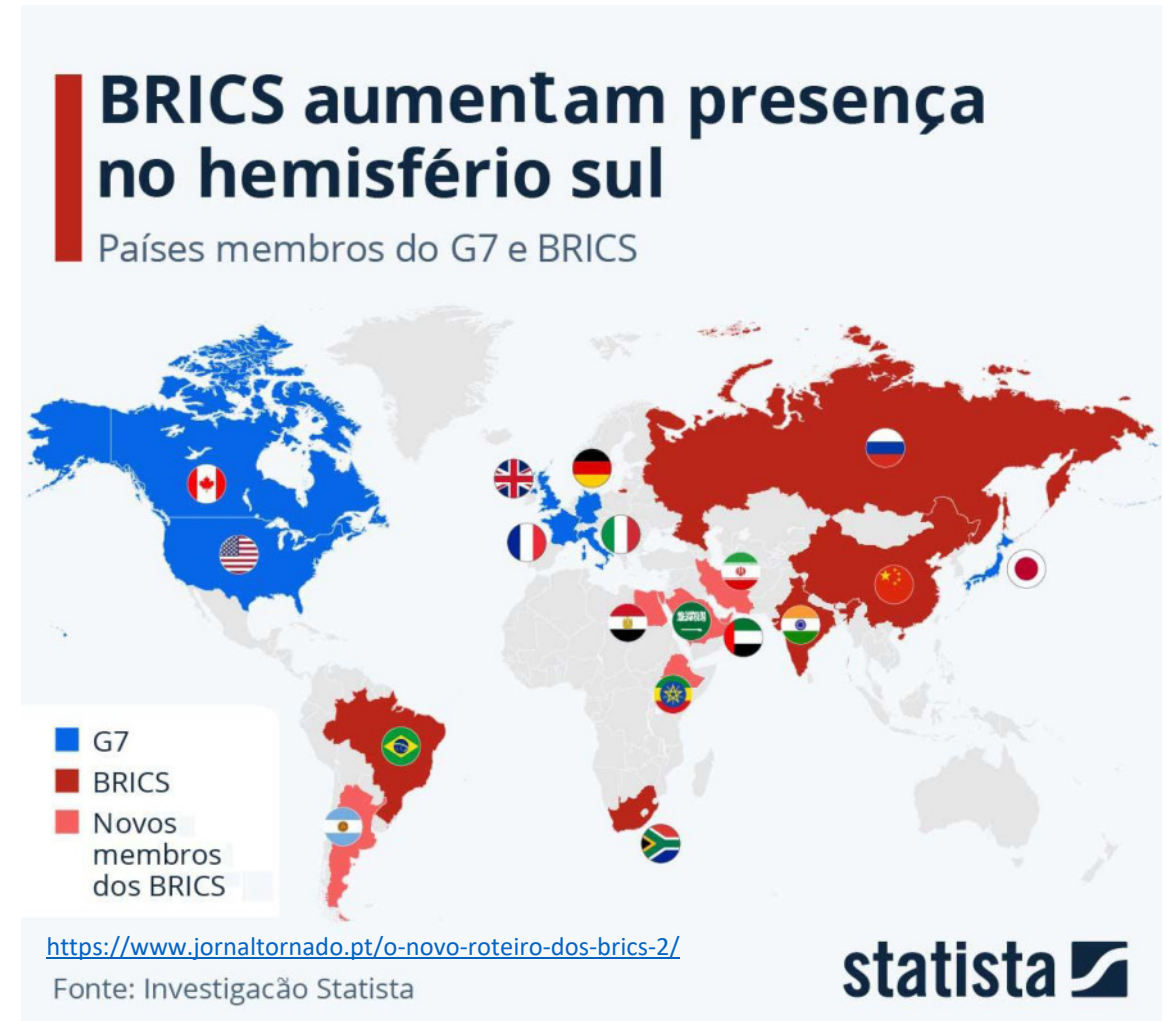 BRICS aumentam presença
no hemisfério sul
Países membros do G7 e BRICS
G7
BRICS
Novos
membros
dos BRICS
https://www.jornaltornado.pt/o-novo-roteiro-dos-brics-2/
Fonte: Investigacão Statista
statista